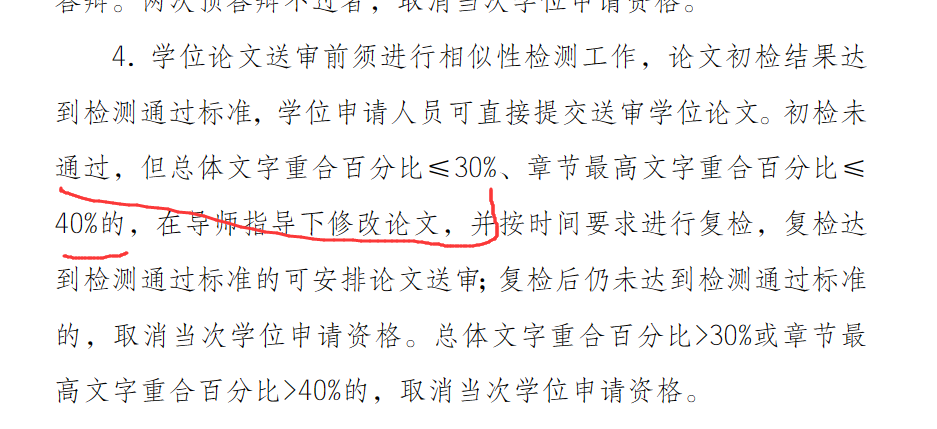 答辩。两次预答辩不过者，取消当次学位申请资格。
4. 学位论文送审前须进行相似性检测工作，论文初检结果达
到检测通过标准，学位申请人员可直接提交送审学位论文。初检未
通过，但总体文字重合百分比≤30%、章节最高文字重合百分比≤
40%的，在导师指导下修改论文，并按时间要求进行复检，复检达
到检测通过标准的可安排论文送审；复检后仍未达到检测通过标准
的，取消当次学位申请资格。总体文字重合百分比>30%或章节最
高文字重合百分比>40%的，取消当次学位申请资格。